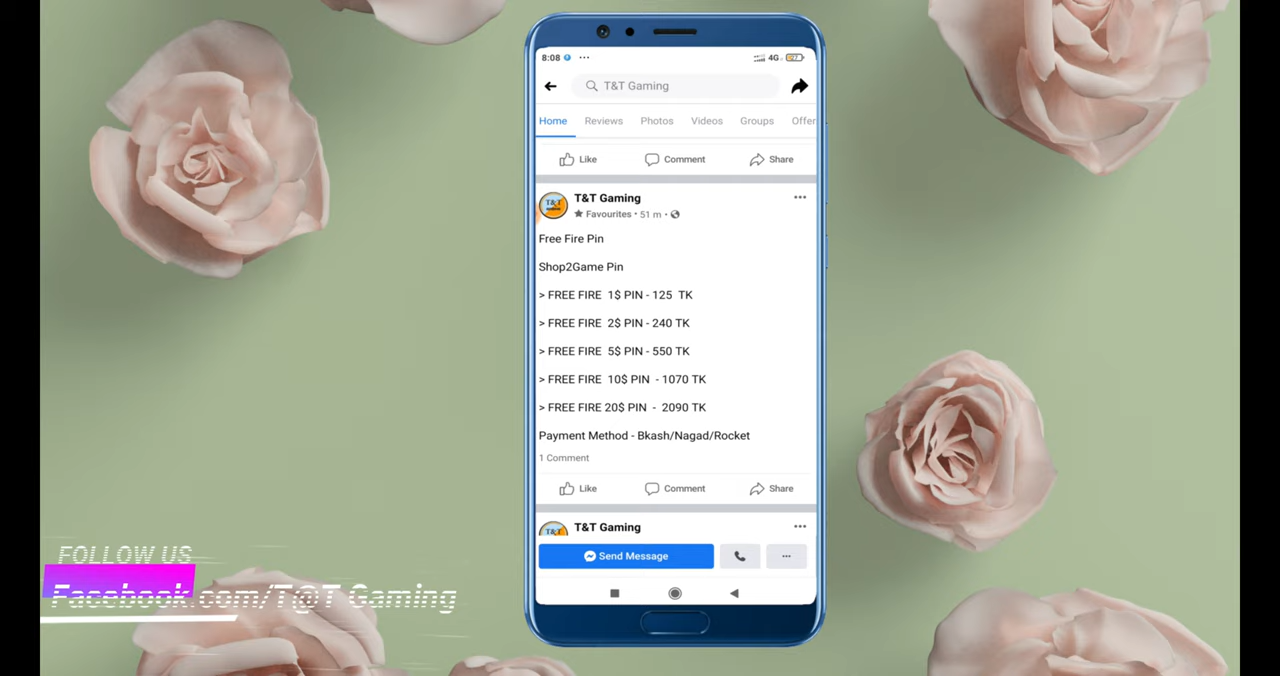 8:08
4G
T&T Gaming
Home Reviews Photos Videos Groups Offer
Like Comment Share
T&T Gaming
Favourites • 51 m •
Free Fire Pin
Shop2Game Pin
> FREE FIRE 1$ PIN - 125 TK
> FREE FIRE 2$ PIN - 240 TK
> FREE FIRE 5$ PIN - 550 TK
> FREE FIRE 10$ PIN - 1070 TK
> FREE FIRE 20$ PIN - 2090 TK
Payment Method - Bkash/Nagad/Rocket
1 Comment
Like Comment Share
T&T Gaming
Send Message
FOLLOW US
Facebook.com/T@T Gaming